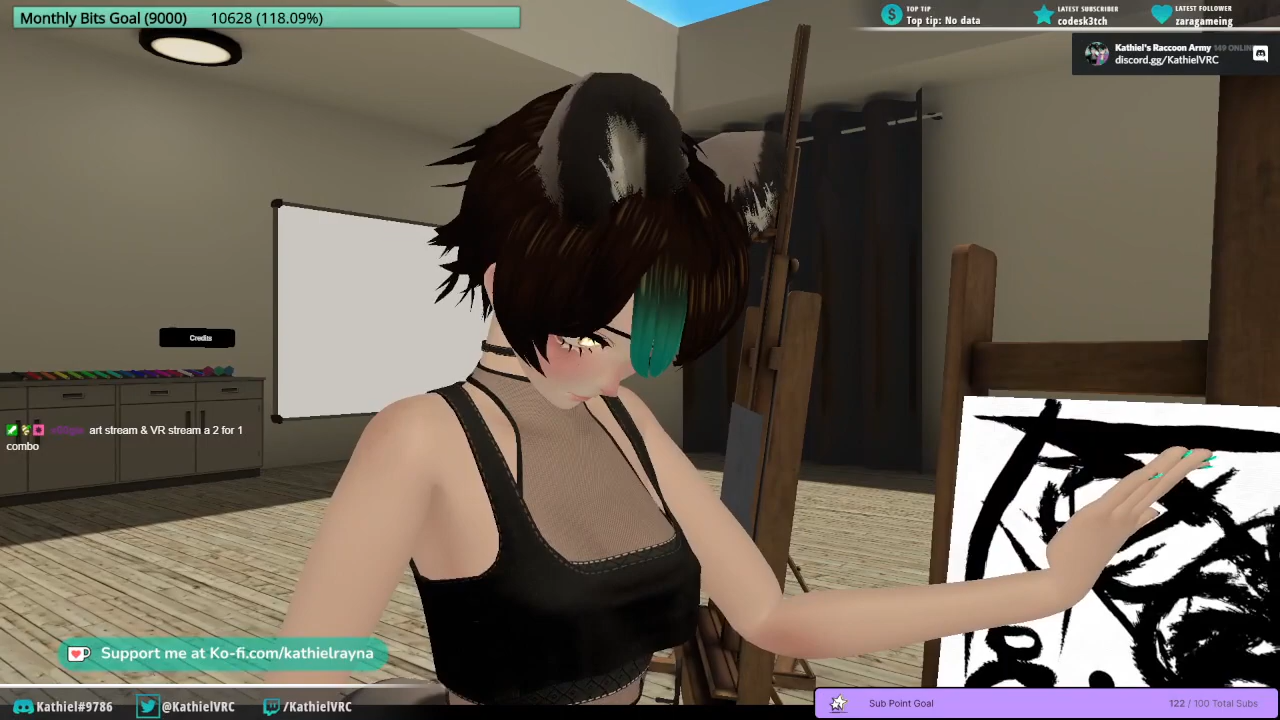 Monthly Bits Goal (9000) 10628 (118.09%)
TOP TIP
Top tip: No data
LATEST SUBSCRIBER
codesk3tch
LATEST FOLLOWER
zaragameing
Kathiel's Raccoon Army 149 ONLINE
discord.gg/KathielVRC
Credits
art stream & VR stream a 2 for 1
combo
Support me at Ko-fi.com/kathielrayna
Kathiel#9786
@KathielVRC
/KathielVRC
Sub Point Goal
122 / 100 Total Subs